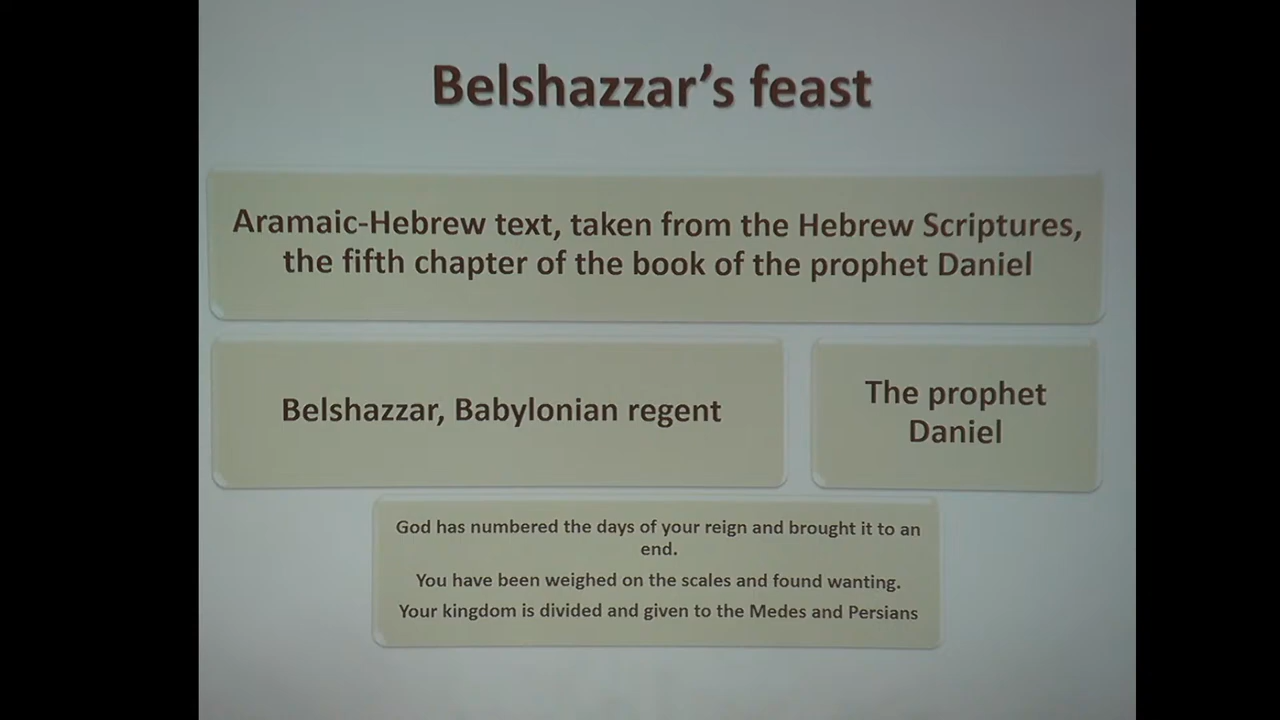 Belshazzar’s feast
Aramaic-Hebrew text, taken from the Hebrew Scriptures,
the fifth chapter of the book of the prophet Daniel
Belshazzar, Babylonian regent
The prophet
Daniel
God has numbered the days of your reign and brought it to an
end.
You have been weighed on the scales and found wanting.
Your kingdom is divided and given to the Medes and Persians